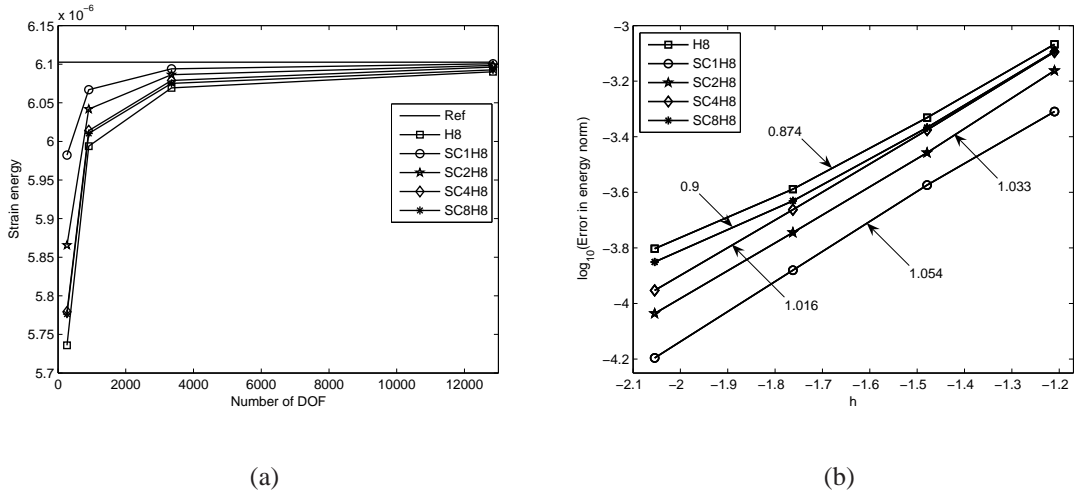 x 10⁻⁶
6.15
6.1
6.05
6
5.95
5.9
5.85
5.8
5.75
5.7
Strain energy
0 2000 4000 6000 8000 10000 12000
Number of DOF
Ref
H8
SC1H8
SC2H8
SC4H8
SC8H8
(a)
-3
-3.2
-3.4
-3.6
-3.8
-4
-4.2
log₁₀(Error in energy norm)
-2.1 -2 -1.9 -1.8 -1.7 -1.6 -1.5 -1.4 -1.3 -1.2
h
H8
SC1H8
SC2H8
SC4H8
SC8H8
0.874
0.9
1.033
1.054
1.016
(b)